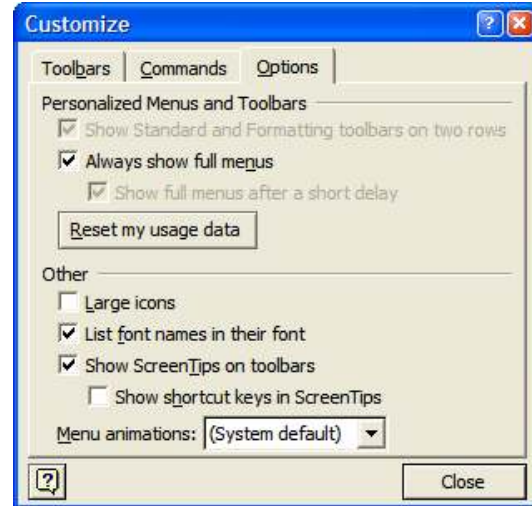 Customize
Toolbars Commands Options
Personalized Menus and Toolbars
Show Standard and Formatting toolbars on two rows
Always show full menus
Show full menus after a short delay
Reset my usage data
Other
Large icons
List font names in their font
Show ScreenTips on toolbars
Show shortcut keys in ScreenTips
Menu animations: (System default)
Close